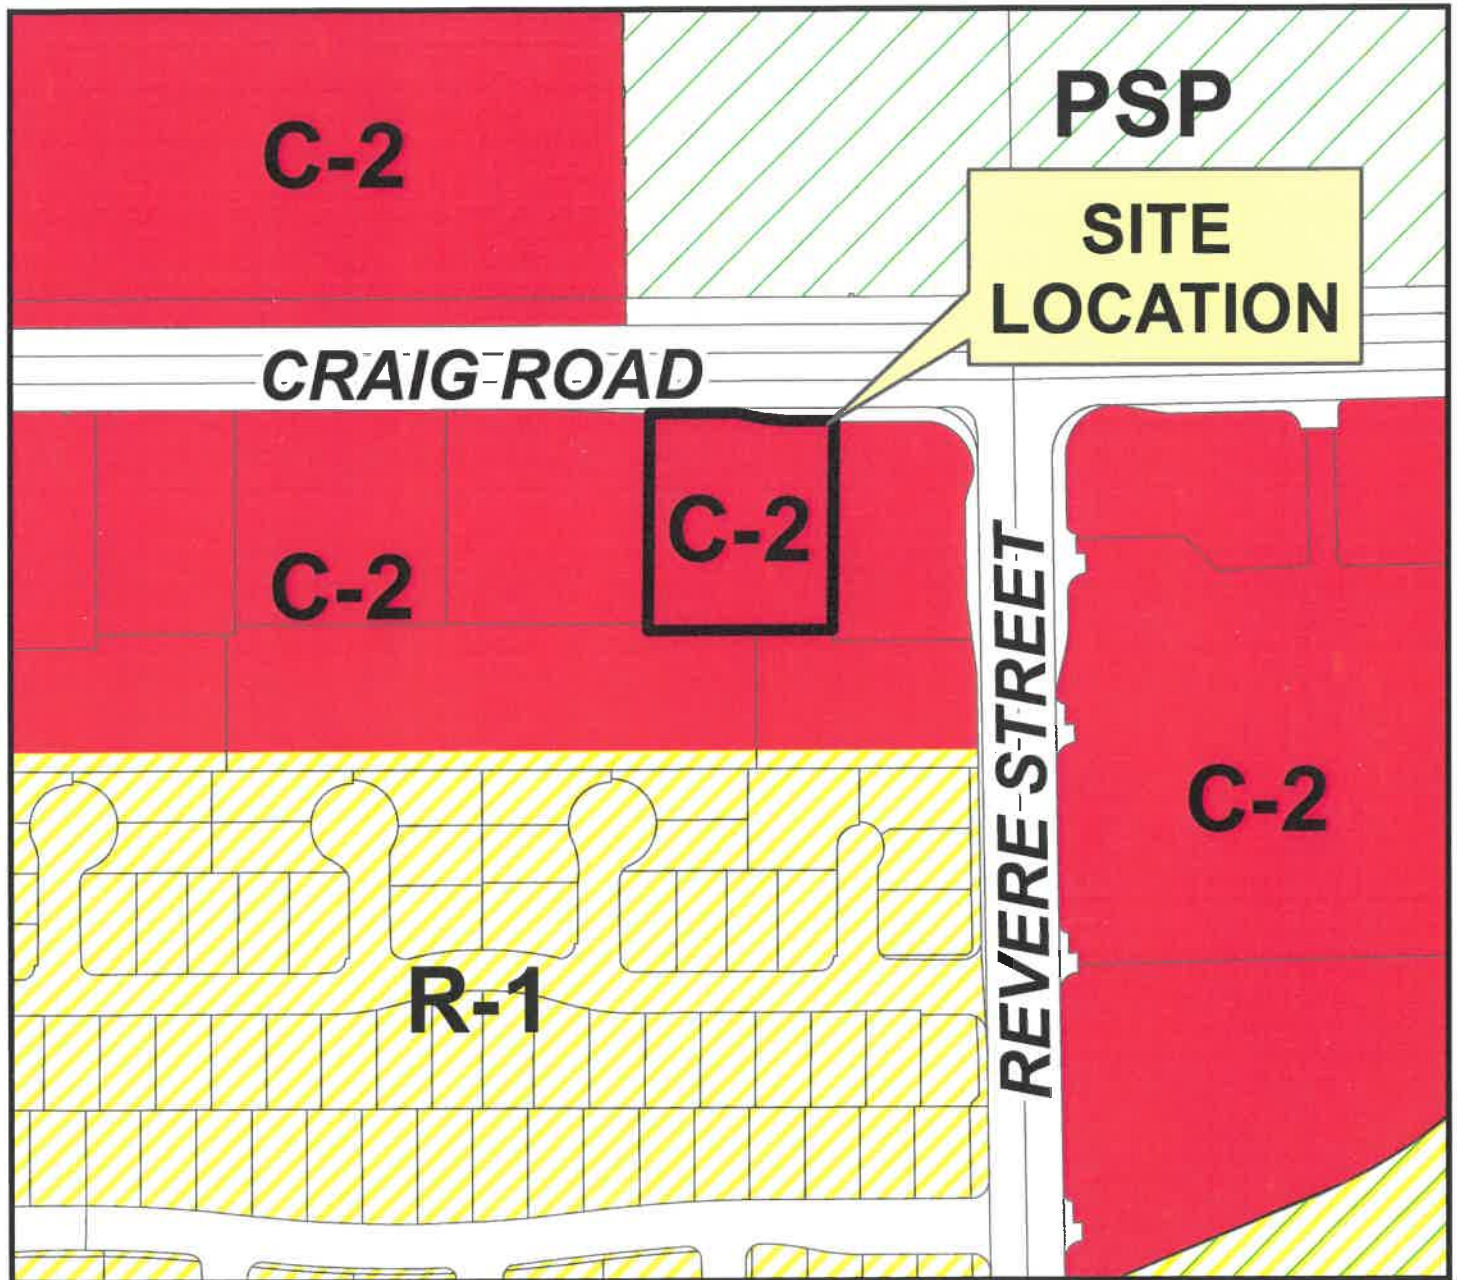 PSP
C-2
SITE
LOCATION
CRAIG ROAD
C-2
C-2
REVERE STREET
C-2
R-1